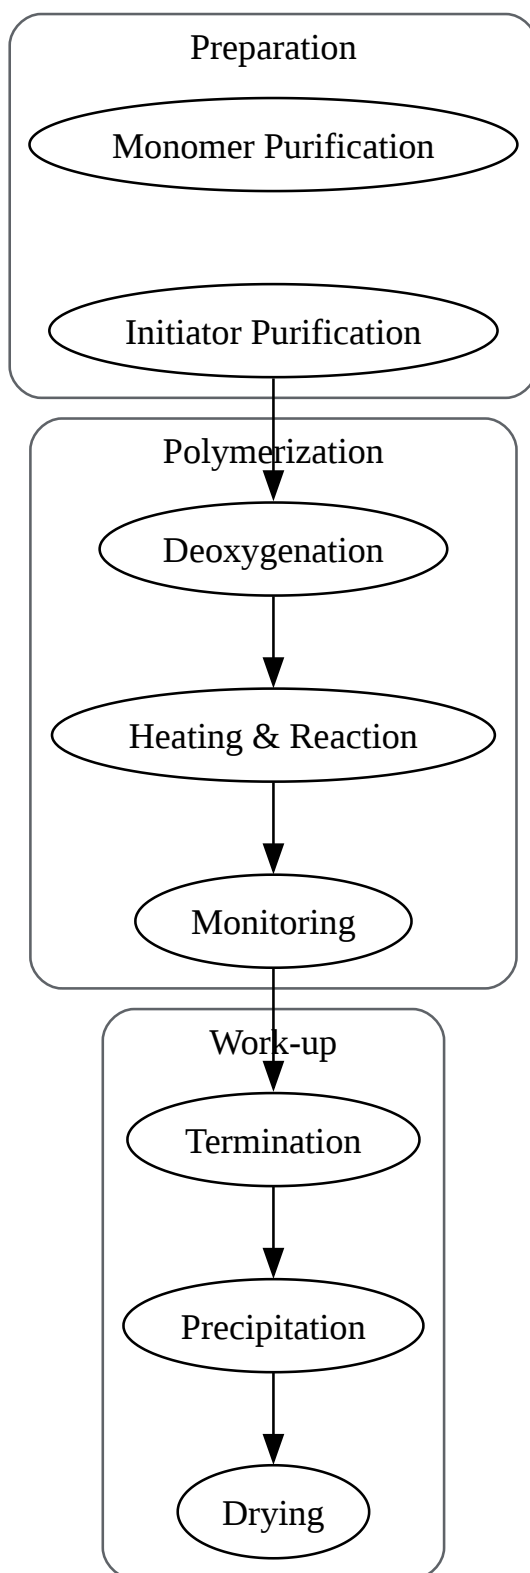 Preparation
Monomer Purification
Initiator Purification
Polymerization
Deoxygenation
Heating & Reaction
Monitoring
Work-up
Termination
Precipitation
Drying